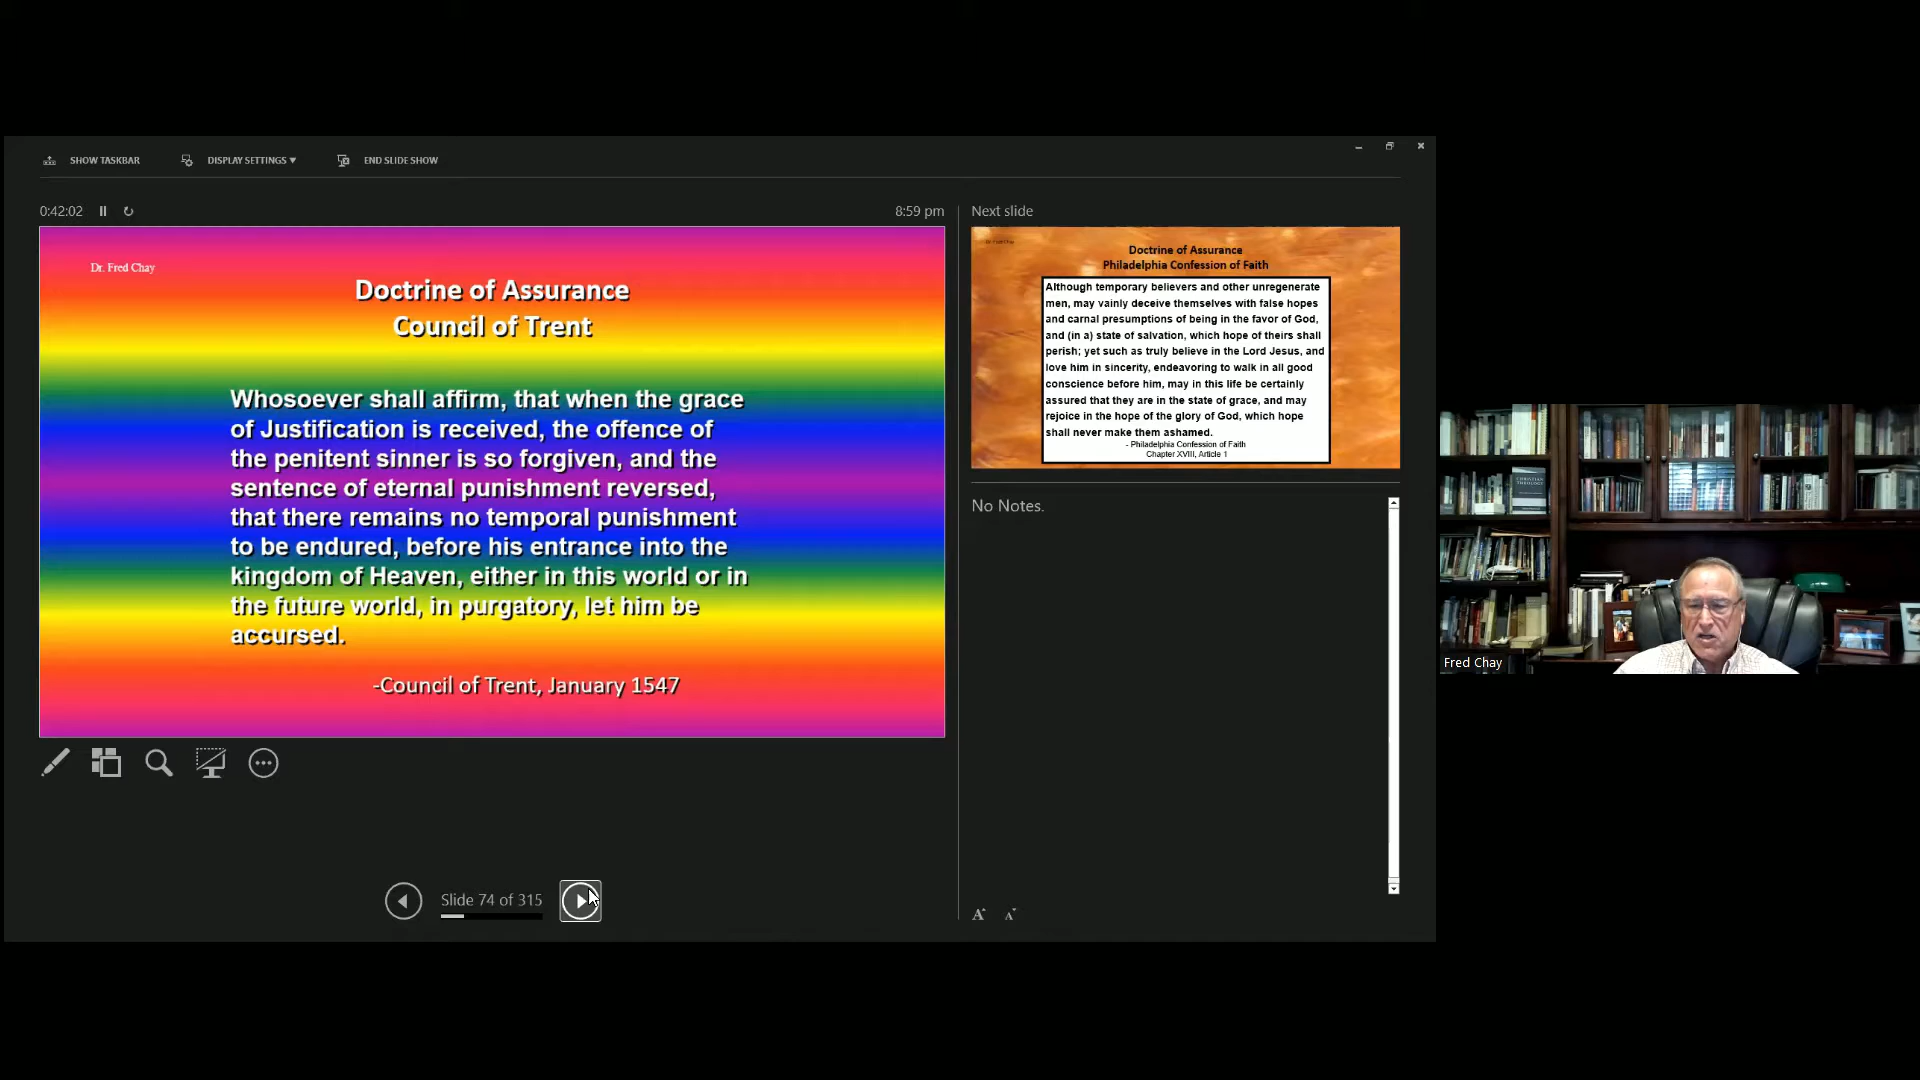 SHOW TASKBAR
DISPLAY SETTINGS ▾
END SLIDE SHOW
0:42:02
8:59 pm
Dr. Fred Chay
Doctrine of Assurance
Council of Trent
Whosoever shall affirm, that when the grace
of Justification is received, the offence of
the penitent sinner is so forgiven, and the
sentence of eternal punishment reversed,
that there remains no temporal punishment
to be endured, before his entrance into the
kingdom of Heaven, either in this world or in
the future world, in purgatory, let him be
accursed.
-Council of Trent, January 1547
Slide 74 of 315
Next slide
Dr. Fred Chay
Doctrine of Assurance
Philadelphia Confession of Faith
Although temporary believers and other unregenerate
men, may vainly deceive themselves with false hopes
and carnal presumptions of being in the favor of God,
and (in a) state of salvation, which hope of theirs shall
perish; yet such as truly believe in the Lord Jesus, and
love him in sincerity, endeavoring to walk in all good
conscience before him, may in this life be certainly
assured that they are in the state of grace, and may
rejoice in the hope of the glory of God, which hope
shall never make them ashamed.
- Philadelphia Confession of Faith
Chapter XVIII, Article 1
No Notes.
A A
CHRISTIAN
THEOLOGY
Fred Chay